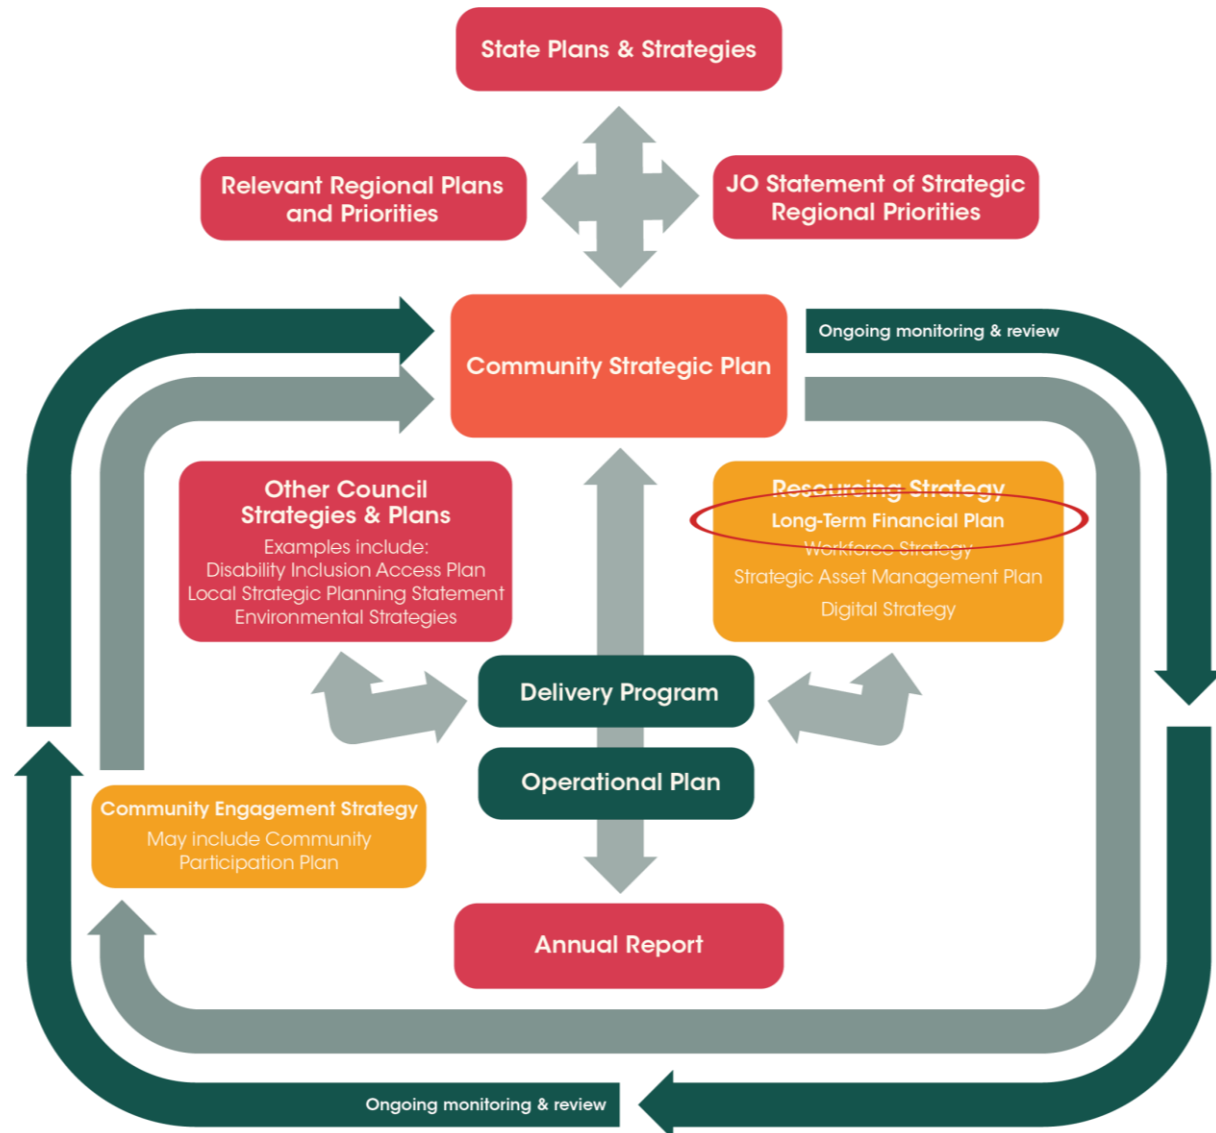 State Plans & Strategies
Relevant Regional Plans
and Priorities
JO Statement of Strategic
Regional Priorities
Community Strategic Plan
Ongoing monitoring & review
Other Council
Strategies & Plans
Examples include:
Disability Inclusion Access Plan
Local Strategic Planning Statement
Environmental Strategies
Resourcing Strategy
Long-Term Financial Plan
Workforce Strategy
Strategic Asset Management Plan
Digital Strategy
Delivery Program
Operational Plan
Community Engagement Strategy
May include Community
Participation Plan
Annual Report
Ongoing monitoring & review